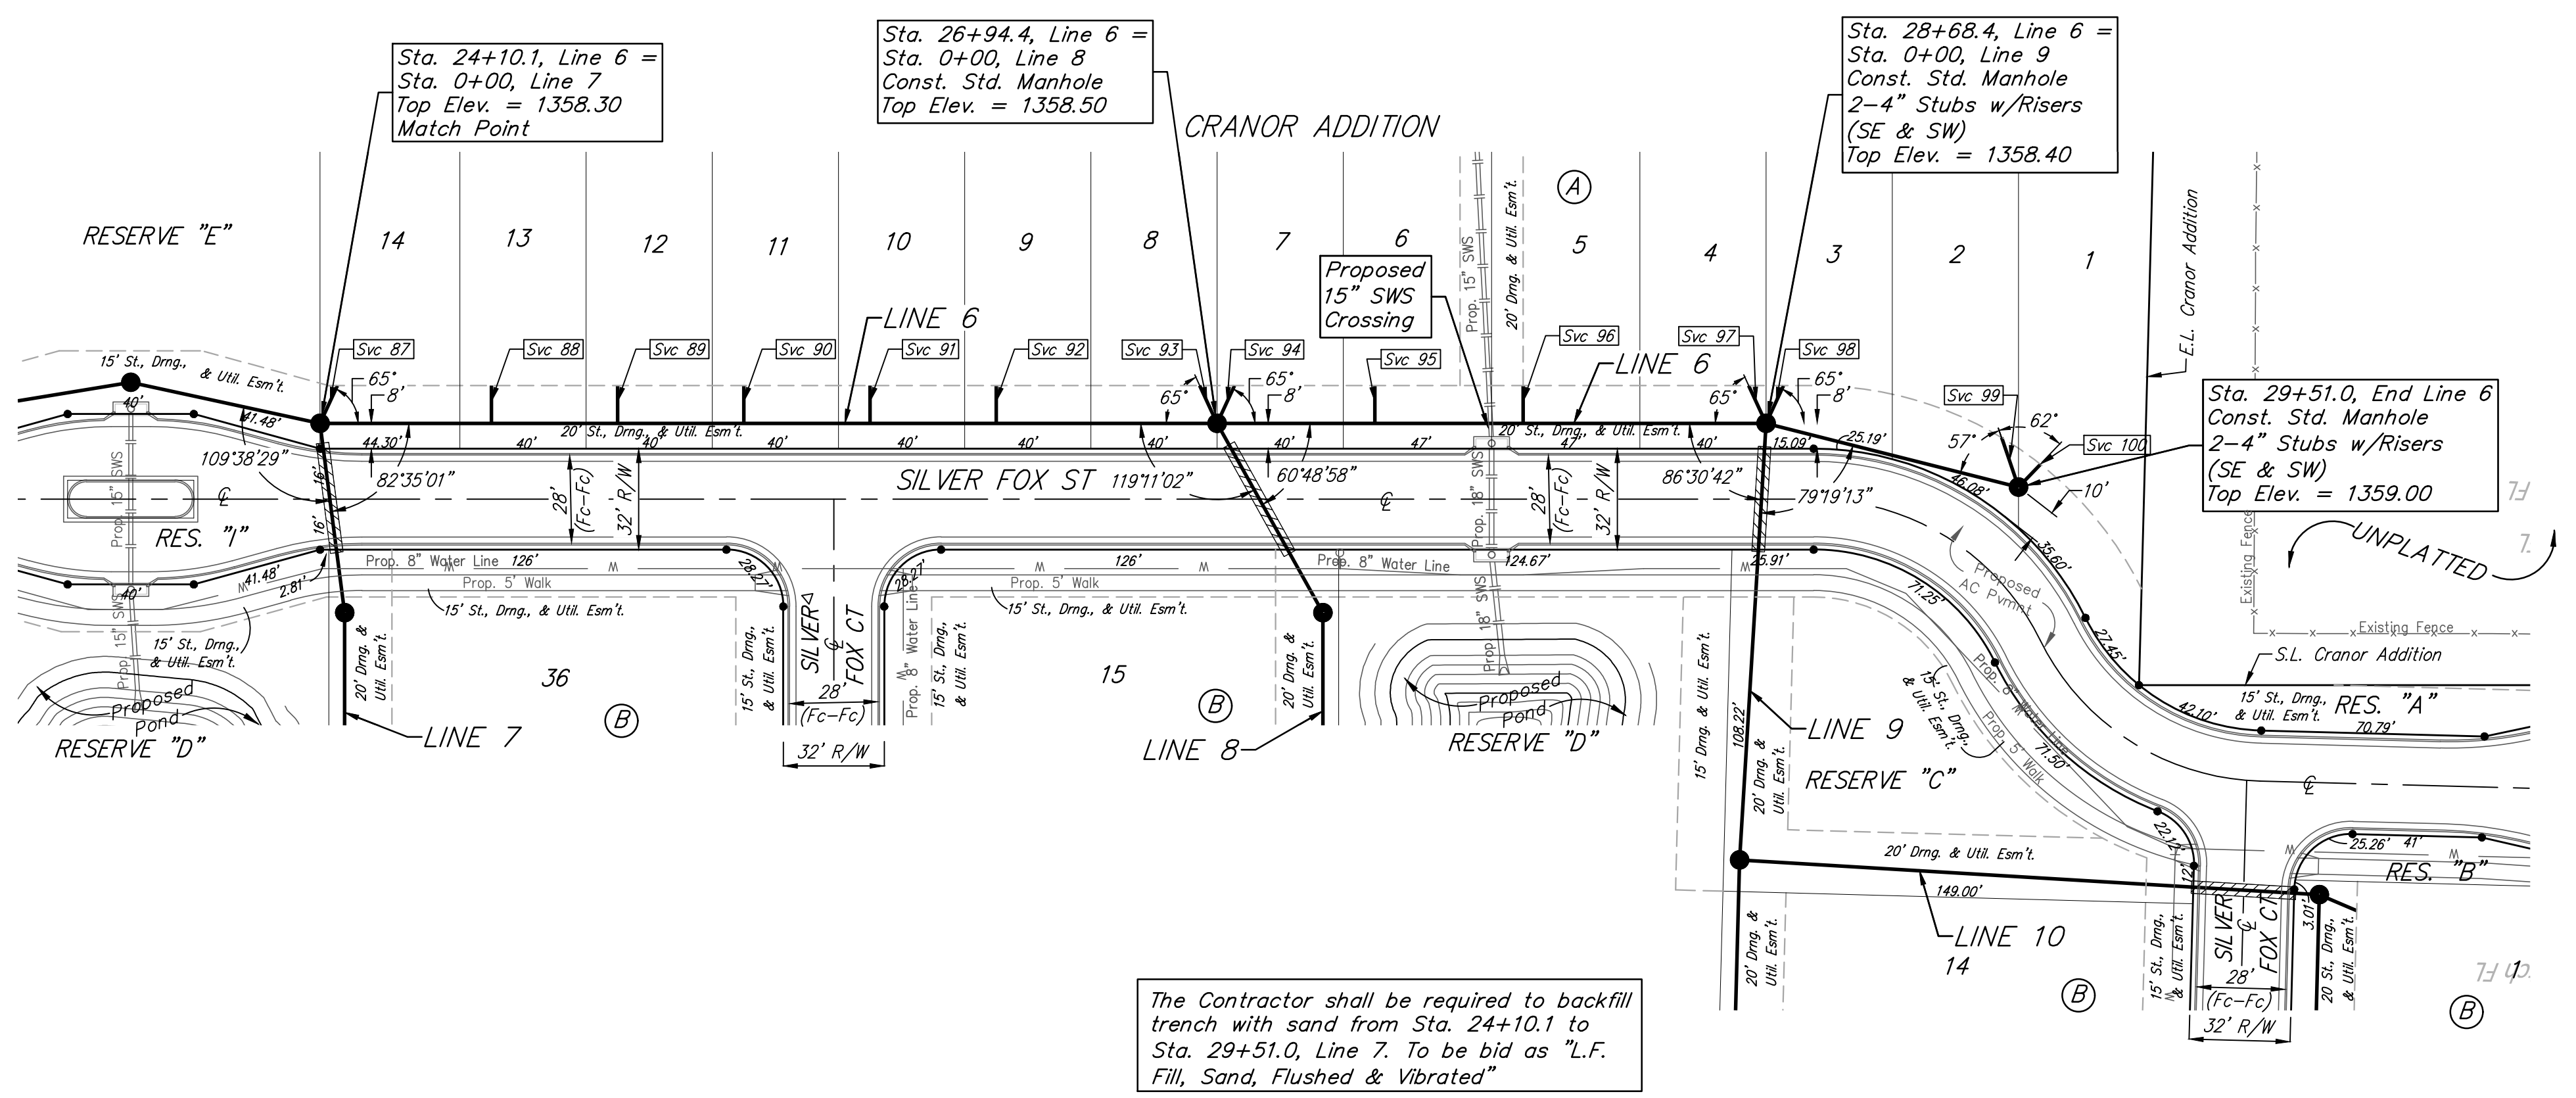 Sta. 24+10.1, Line 6 =
Sta. 0+00, Line 7
Top Elev. = 1358.30
Match Point
Sta. 26+94.4, Line 6 =
Sta. 0+00, Line 8
Const. Std. Manhole
Top Elev. = 1358.50
Sta. 28+68.4, Line 6 =
Sta. 0+00, Line 9
Const. Std. Manhole
2-4" Stubs w/Risers
(SE & SW)
Top Elev. = 1358.40
CRANOR ADDITION
A
RESERVE "E"
14
13
12
11
10
9
8
7
6
5
4
3
2
1
Prop. 15" SWS
20' Drng. & Util. Esm't.
E.L. Cranor Addition
Proposed
15" SWS
Crossing
LINE 6
LINE 6
Svc 87
Svc 88
Svc 89
Svc 90
Svc 91
Svc 92
Svc 93
Svc 94
Svc 95
Svc 96
Svc 97
Svc 98
Svc 99
Svc 100
65°
8'
65°
65°
8'
65°
65°
8'
57°
62°
10'
Sta. 29+51.0, End Line 6
Const. Std. Manhole
2-4" Stubs w/Risers
(SE & SW)
Top Elev. = 1359.00
15' St., Drng.,
& Util. Esm't.
40'
41.48'
44.30'
40'
20' St., Drng., & Util. Esm't.
40'
40'
40'
40'
40'
40'
47'
20' St., Drng., & Util. Esm't.
47'
40'
15.09'
25.19'
46.08'
35.60'
27.45'
42.10'
70.79'
109°38'29"
82°35'01"
119°11'02"
60°48'58"
86°30'42"
79°19'13"
SILVER FOX ST
℄
℄
28'
(Fc-Fc)
32' R/W
28'
(Fc-Fc)
32' R/W
16'
16'
Prop. 15" SWS
Prop. 18" SWS
RES. "I"
Prop. 8" Water Line
126'
Prop. 5' Walk
15' St., Drng., & Util. Esm't.
126'
Prop. 5' Walk
15' St., Drng., & Util. Esm't.
Prop. 8" Water Line
124.67'
25.91'
41.48'
2.81'
40'
28.27'
28.27'
71.25'
71.50'
Proposed
AC Pvmnt
Existing Fence
Existing Fence
UNPLATTED
FL
S.L. Cranor Addition
15' St., Drng.,
& Util. Esm't.
RES. "A"
15' St., Drng.,
& Util. Esm't.
Prop. 15" SWS
Proposed
Pond
RESERVE "D"
20' Drng. &
Util. Esm't.
LINE 7
36
B
15' St., Drng.,
& Util. Esm't.
SILVER
℄
FOX CT
28'
(Fc-Fc)
32' R/W
Prop. 8" Water Line
15' St., Drng.,
& Util. Esm't.
15
B
LINE 8
20' Drng. &
Util. Esm't.
Prop. 18" SWS
Proposed
Pond
RESERVE "D"
15' Drng. & Util. Esm't.
108.22'
20' Drng. &
Util. Esm't.
LINE 9
RESERVE "C"
15' St., Drng.,
& Util. Esm't.
Prop. 8" Water Line
Prop. 5' Walk
℄
22.12'
12'
20' Drng. & Util. Esm't.
149.00'
LINE 10
14
B
20' Drng. &
Util. Esm't.
25.26'
41'
RES. "B"
3.01'
15' St., Drng.,
& Util. Esm't.
SILVER
℄
FOX CT
28'
(Fc-Fc)
32' R/W
20 St., Drng.,
& Util. Esm't.
1
B
The Contractor shall be required to backfill
trench with sand from Sta. 24+10.1 to
Sta. 29+51.0, Line 7. To be bid as "L.F.
Fill, Sand, Flushed & Vibrated"